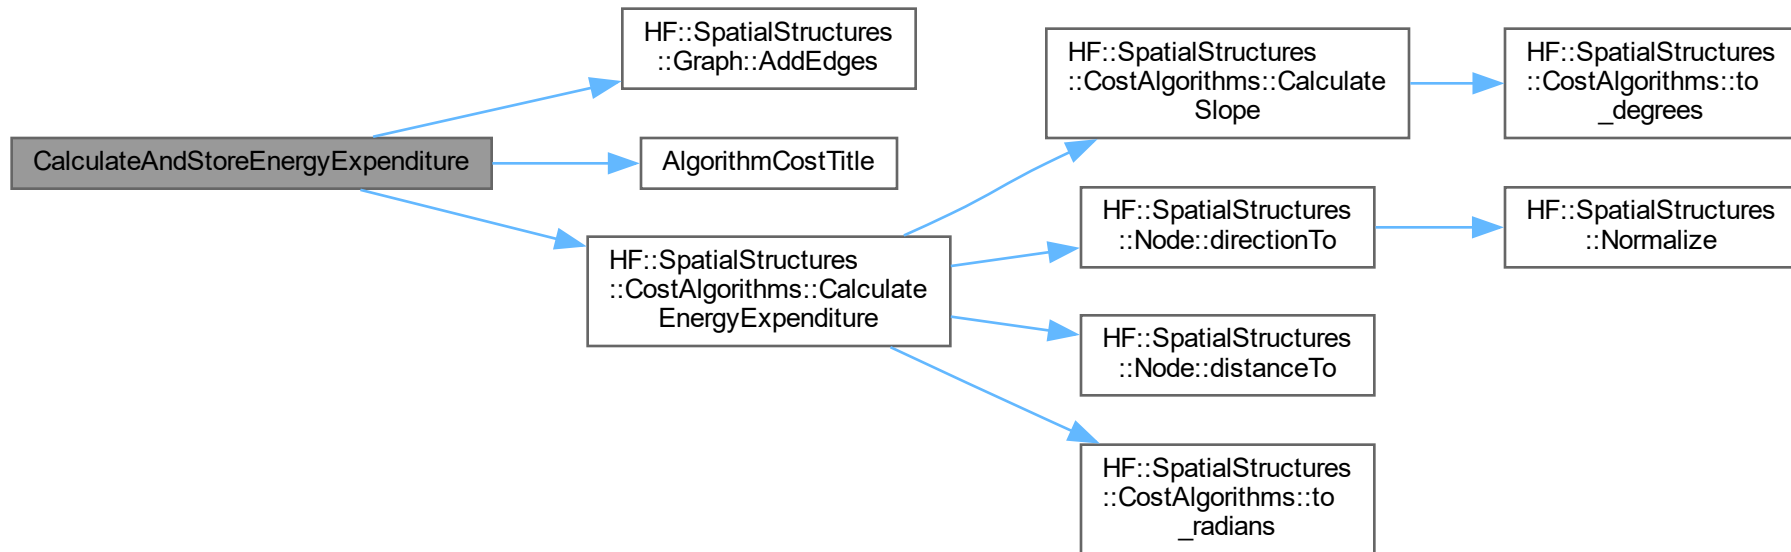 CalculateAndStoreEnergyExpenditure
HF::SpatialStructures
::Graph::AddEdges
AlgorithmCostTitle
HF::SpatialStructures
::CostAlgorithms::Calculate
EnergyExpenditure
HF::SpatialStructures
::CostAlgorithms::Calculate
Slope
HF::SpatialStructures
::CostAlgorithms::to
_degrees
HF::SpatialStructures
::Node::directionTo
HF::SpatialStructures
::Normalize
HF::SpatialStructures
::Node::distanceTo
HF::SpatialStructures
::CostAlgorithms::to
_radians